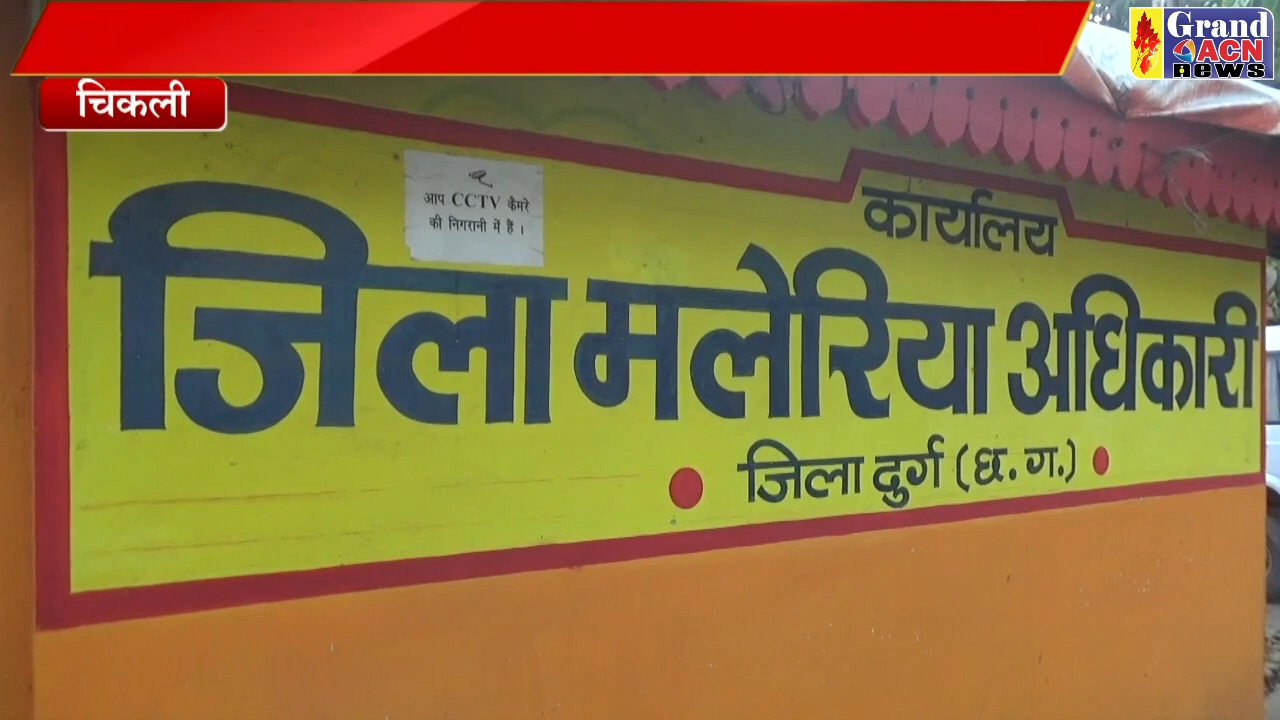 Grand
ACN
news
चिकली
आप CCTV कैमरे
की निगरानी में हैं ।
कार्यालय
जिला मलेरिया अधिकारी
जिला दुर्ग (छ. ग.)